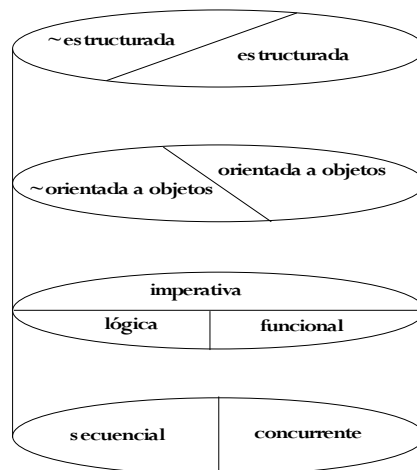 ~estructurada
estructurada
orientada a objetos
~orientada a objetos
imperativa
lógica funcional
secuencial concurrente